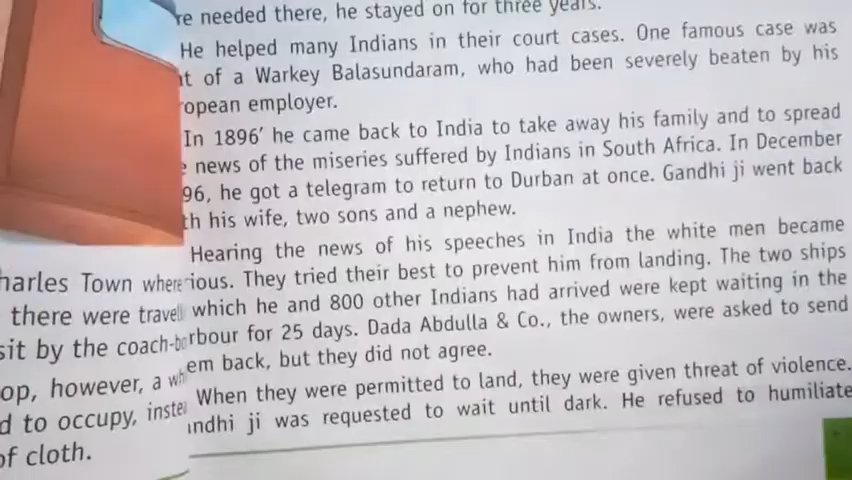 re needed there, he stayed on for three years.
He helped many Indians in their court cases. One famous case was
of a Warkey Balasundaram, who had been severely beaten by his
opean employer.
In 1896' he came back to India to take away his family and to spread
news of the miseries suffered by Indians in South Africa. In December
96, he got a telegram to return to Durban at once. Gandhi ji went back
th his wife, two sons and a nephew.
Hearing the news of his speeches in India the white men became
ious. They tried their best to prevent him from landing. The two ships
which he and 800 other Indians had arrived were kept waiting in the
rbour for 25 days. Dada Abdulla & Co., the owners, were asked to send
em back, but they did not agree.
When they were permitted to land, they were given threat of violence.
ndhi ji was requested to wait until dark. He refused to humiliate
harles Town where
there were travel
sit by the coach-bo
op, however, a wh
d to occupy, inste
of cloth.